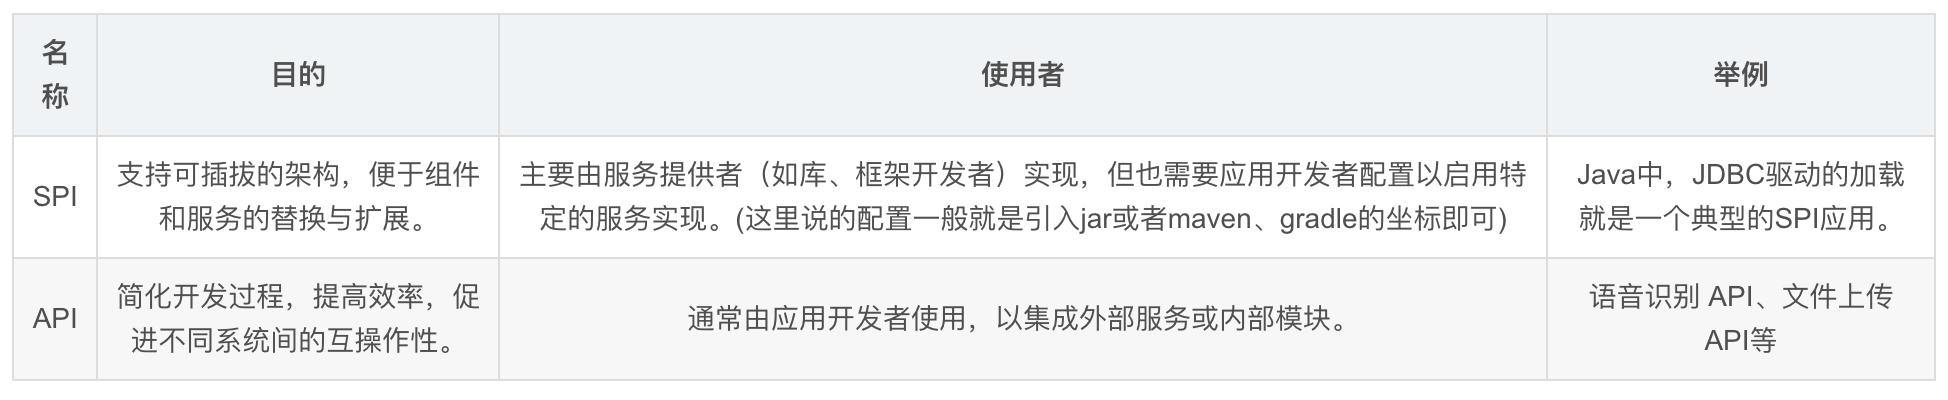 名
称
目的
使用者
举例
SPI
支持可插拔的架构，便于组件
和服务的替换与扩展。
主要由服务提供者（如库、框架开发者）实现，但也需要应用开发者配置以启用特
定的服务实现。(这里说的配置一般就是引入jar或者maven、gradle的坐标即可)
Java中，JDBC驱动的加载
就是一个典型的SPI应用。
API
简化开发过程，提高效率，促
进不同系统间的互操作性。
通常由应用开发者使用，以集成外部服务或内部模块。
语音识别 API、文件上传
API等